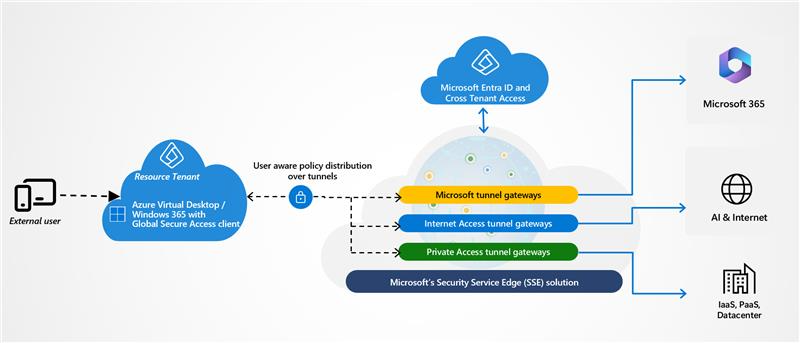 Microsoft Entra ID and
Cross Tenant Access
Microsoft 365
Resource Tenant
User aware policy distribution
over tunnels
External user
Azure Virtual Desktop /
Windows 365 with
Global Secure Access client
Microsoft tunnel gateways
Internet Access tunnel gateways
Private Access tunnel gateways
Microsoft's Security Service Edge (SSE) solution
AI & Internet
IaaS, PaaS,
Datacenter